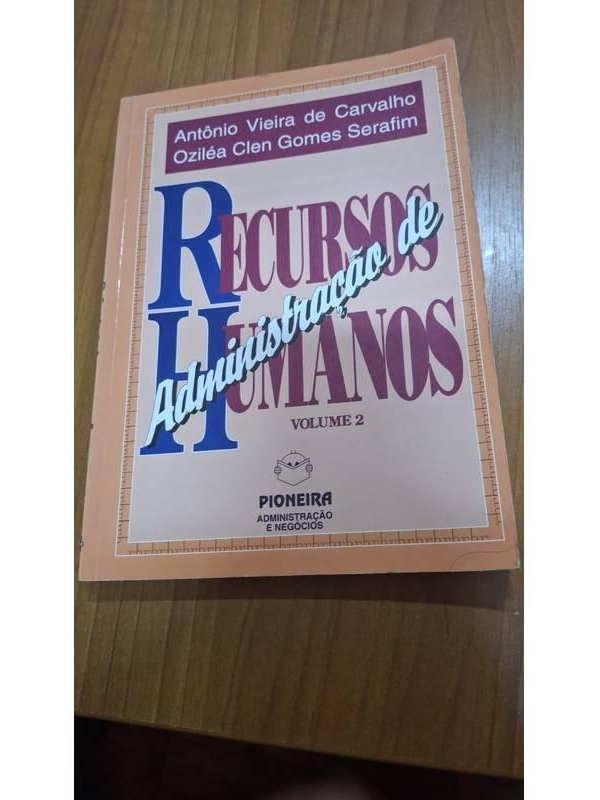 Antônio Vieira de Carvalho
Oziléa Clen Gomes Serafim
RECURSOS
Administração de
HUMANOS
VOLUME 2
PIONEIRA
ADMINISTRAÇÃO
E NEGÓCIOS